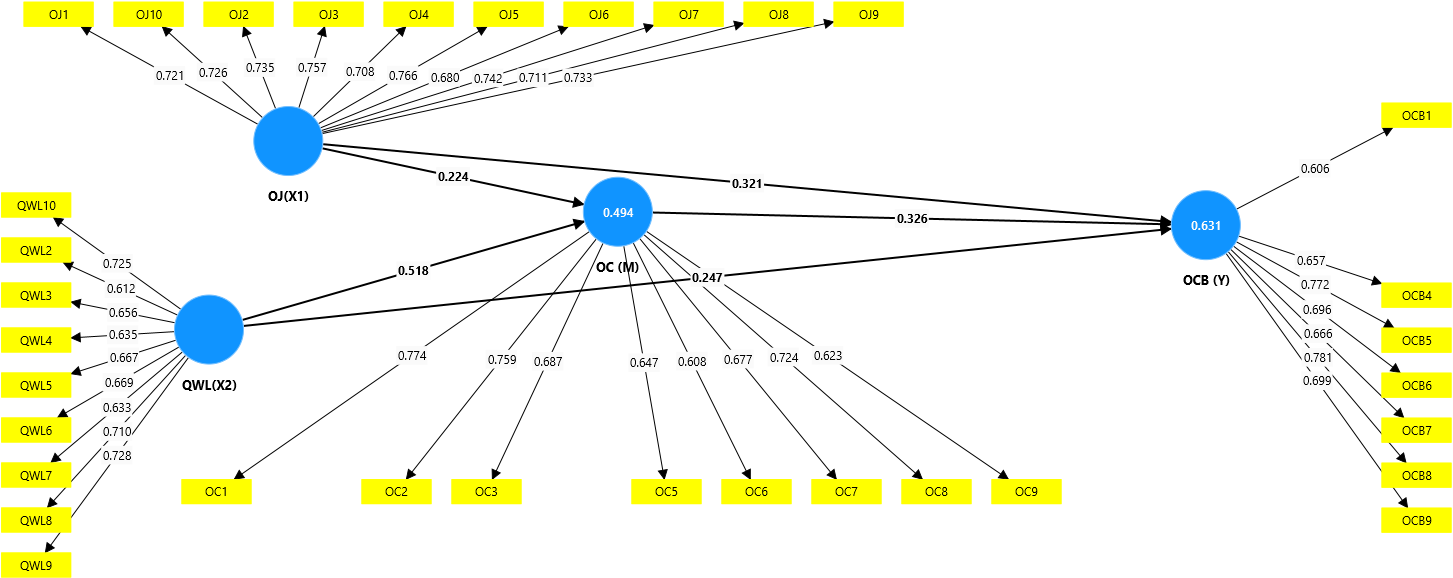 OJ1
OJ10
OJ2
OJ3
OJ4
OJ5
OJ6
OJ7
OJ8
OJ9
0.721
0.726
0.735
0.757
0.708
0.766
0.680
0.742
0.711
0.733
OJ(X1)
QWL10
QWL2
QWL3
QWL4
QWL5
QWL6
QWL7
QWL8
QWL9
0.725
0.612
0.656
0.635
0.667
0.669
0.633
0.710
0.728
QWL(X2)
0.224
0.518
0.321
0.326
0.247
0.494
OC (M)
0.774
0.759
0.687
0.647
0.608
0.677
0.724
0.623
OC1
OC2
OC3
OC5
OC6
OC7
OC8
OC9
0.631
OCB (Y)
0.606
0.657
0.772
0.696
0.666
0.781
0.699
OCB1
OCB4
OCB5
OCB6
OCB7
OCB8
OCB9